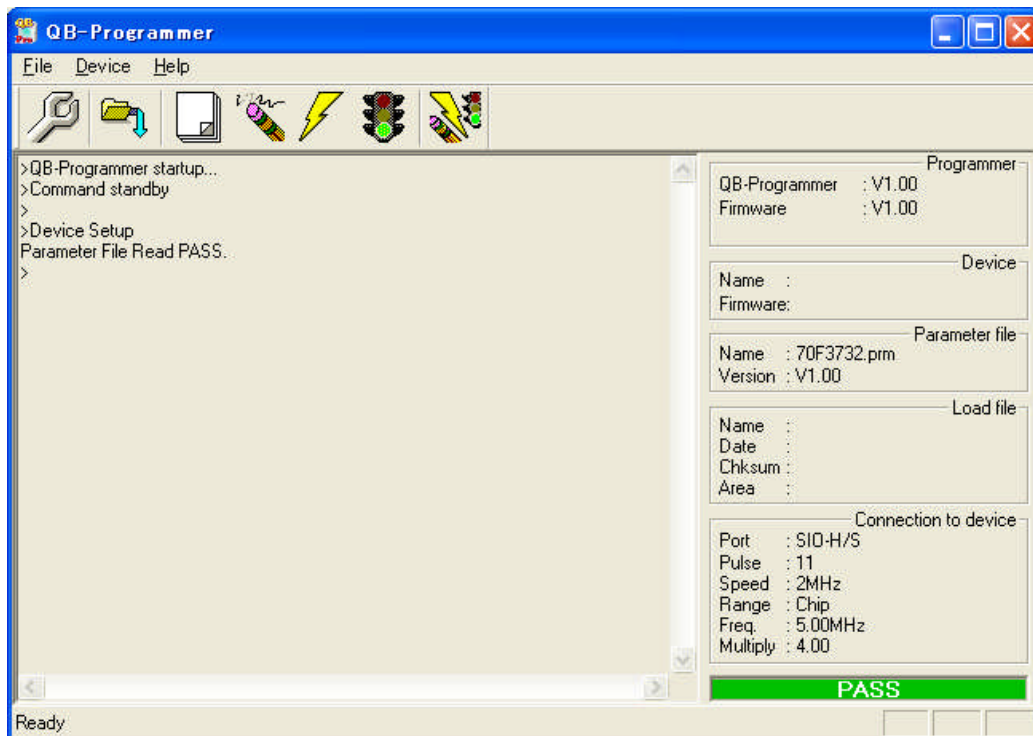 QB-Programmer
File Device Help
>QB-Programmer startup...
>Command standby
>
>Device Setup
Parameter File Read PASS.
>
Programmer
QB-Programmer : V1.00
Firmware : V1.00
Device
Name :
Firmware:
Parameter file
Name : 70F3732.prm
Version : V1.00
Load file
Name :
Date :
Chksum :
Area :
Connection to device
Port : SIO-H/S
Pulse : 11
Speed : 2MHz
Range : Chip
Freq. : 5.00MHz
Multiply : 4.00
PASS
Ready